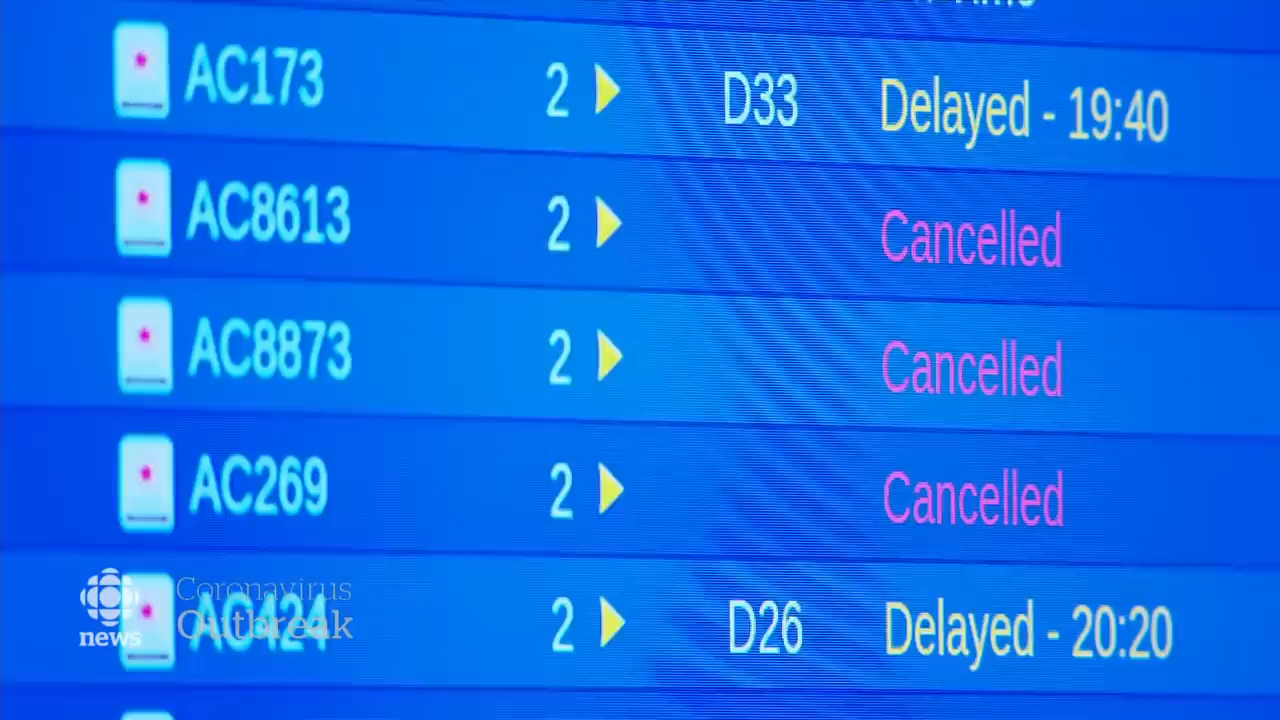 AC173 2 D33 Delayed - 19:40
AC8613 2 Cancelled
AC8873 2 Cancelled
AC269 2 Cancelled
AC424 2 D26 Delayed - 20:20
news
Coronavirus
Outbreak